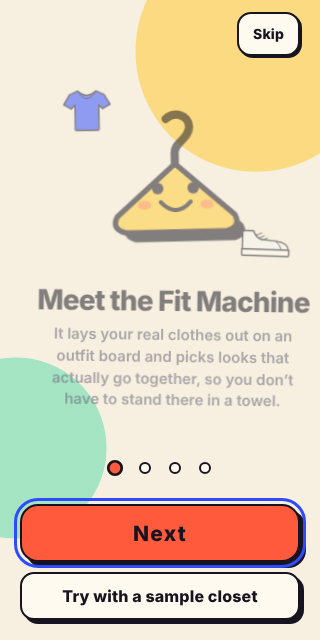 Skip
Meet the Fit Machine
It lays your real clothes out on an
outfit board and picks looks that
actually go together, so you don’t
have to stand there in a towel.
Next
Try with a sample closet